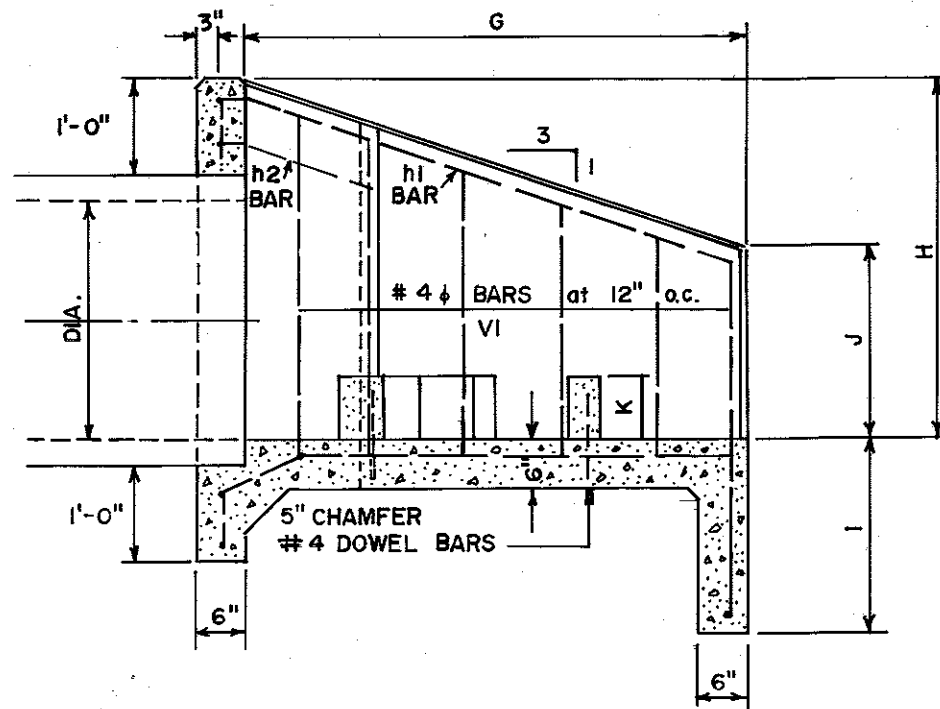 3"
G
1'-0"
3
1
h2
BAR
h1
BAR
H
DIA.
# 4 ϕ BARS at 12" o.c.
V1
J
K
6"
1'-0"
5" CHAMFER
# 4 DOWEL BARS
I
6"
6"